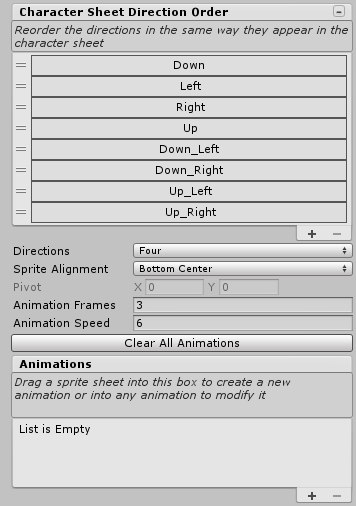 Character Sheet Direction Order
Reorder the directions in the same way they appear in the
character sheet
Down
Left
Right
Up
Down_Left
Down_Right
Up_Left
Up_Right
Directions Four
Sprite Alignment Bottom Center
Pivot X 0 Y 0
Animation Frames 3
Animation Speed 6
Clear All Animations
Animations
Drag a sprite sheet into this box to create a new
animation or into any animation to modify it
List is Empty